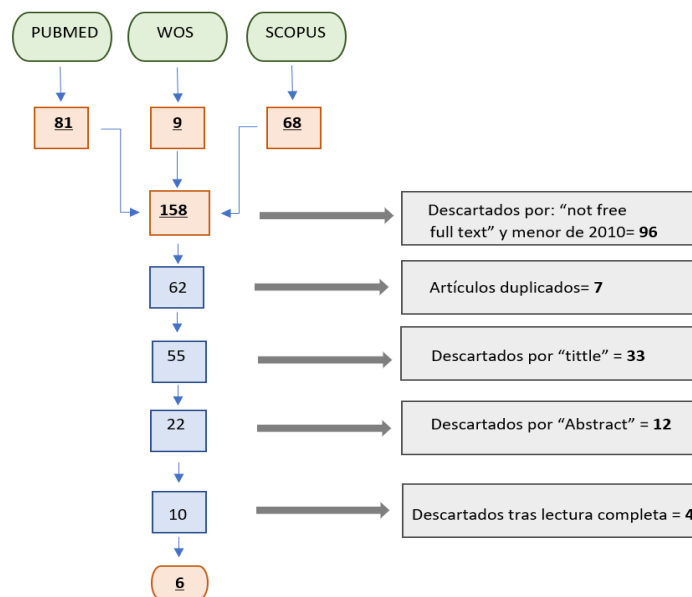 PUBMED
WOS
SCOPUS
81
9
68
158
Descartados por: “not free
full text” y menor de 2010= 96
62
Artículos duplicados= 7
55
Descartados por “tittle” = 33
22
Descartados por “Abstract” = 12
10
Descartados tras lectura completa = 4
6